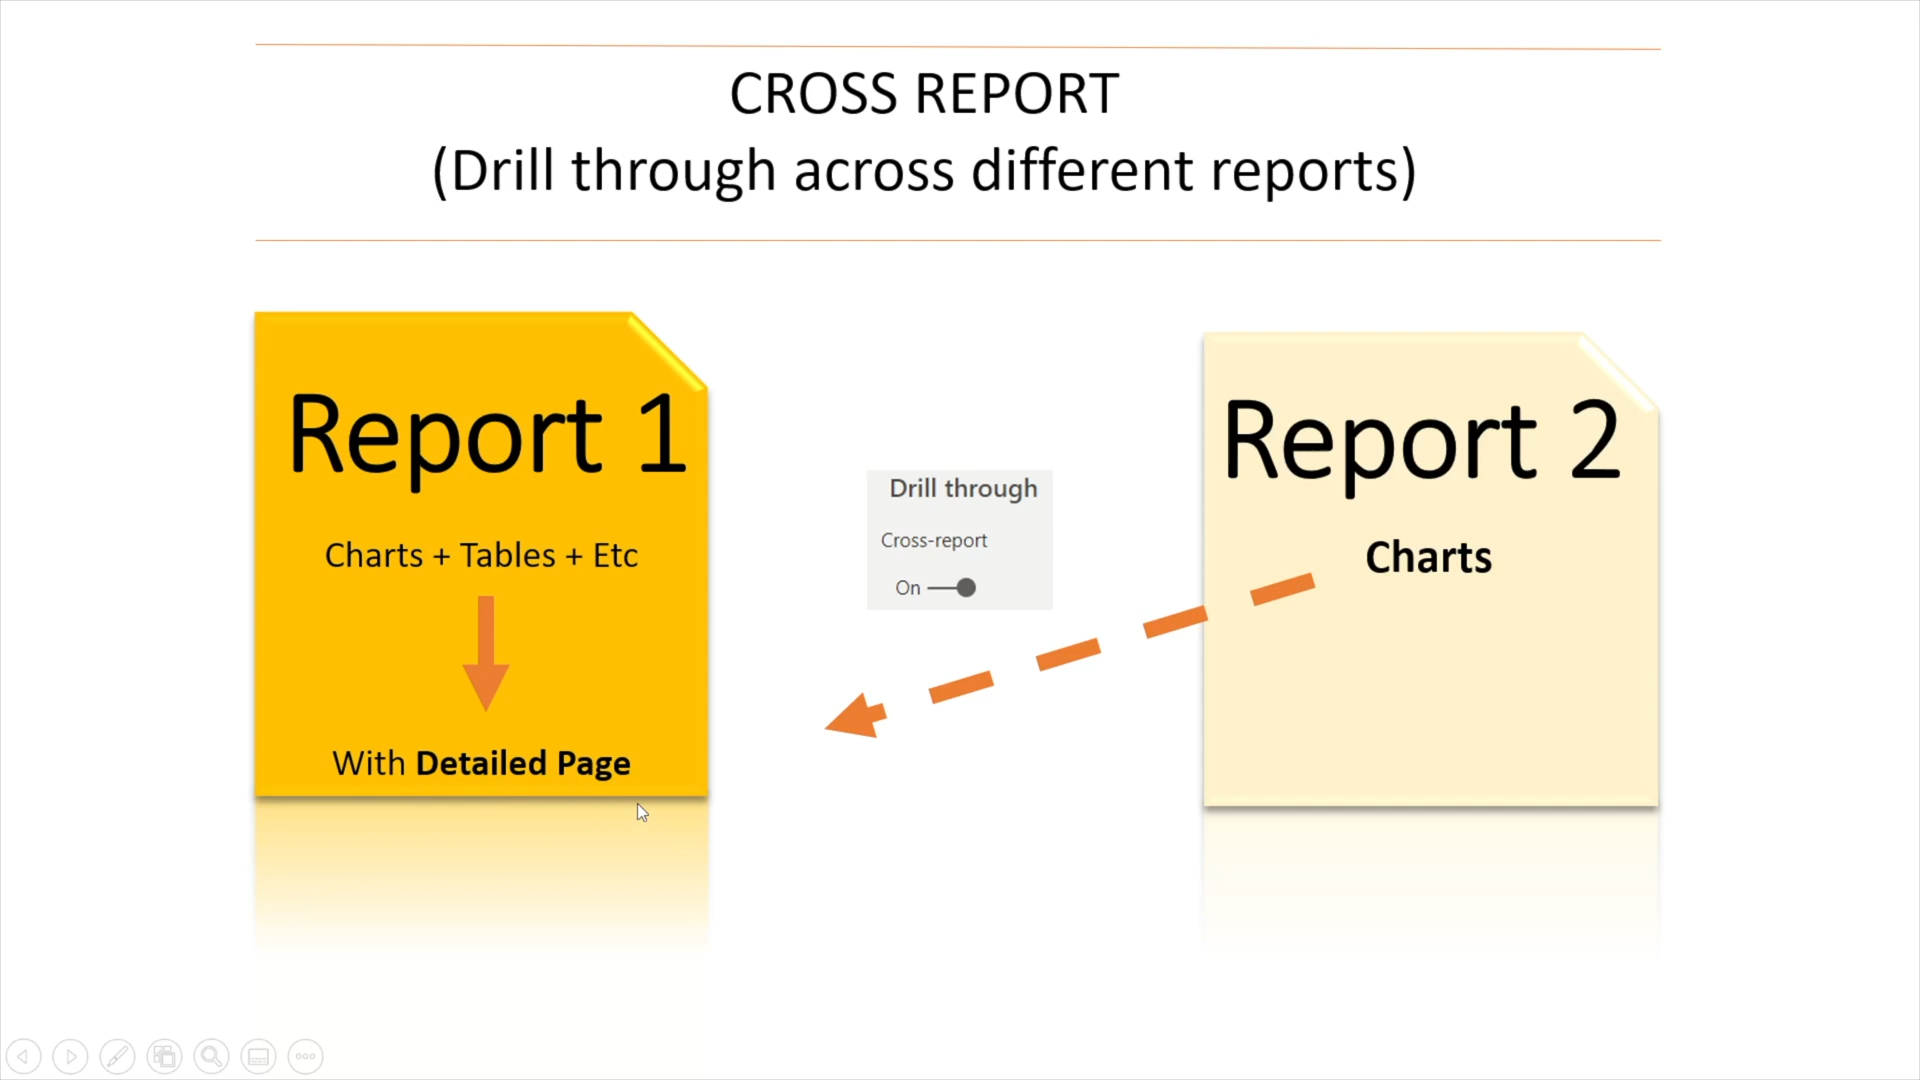 CROSS REPORT
(Drill through across different reports)
Report 1
Charts + Tables + Etc
With Detailed Page
Drill through
Cross-report
On
Report 2
Charts